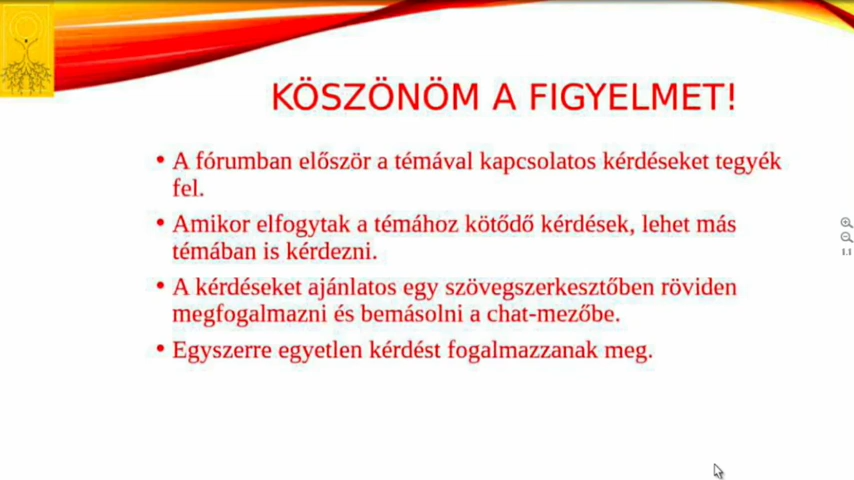 KÖSZÖNÖM A FIGYELMET!
• A fórumban először a témával kapcsolatos kérdéseket tegyék
fel.
• Amikor elfogytak a témához kötődő kérdések, lehet más
témában is kérdezni.
• A kérdéseket ajánlatos egy szövegszerkesztőben röviden
megfogalmazni és bemásolni a chat-mezőbe.
• Egyszerre egyetlen kérdést fogalmazzanak meg.